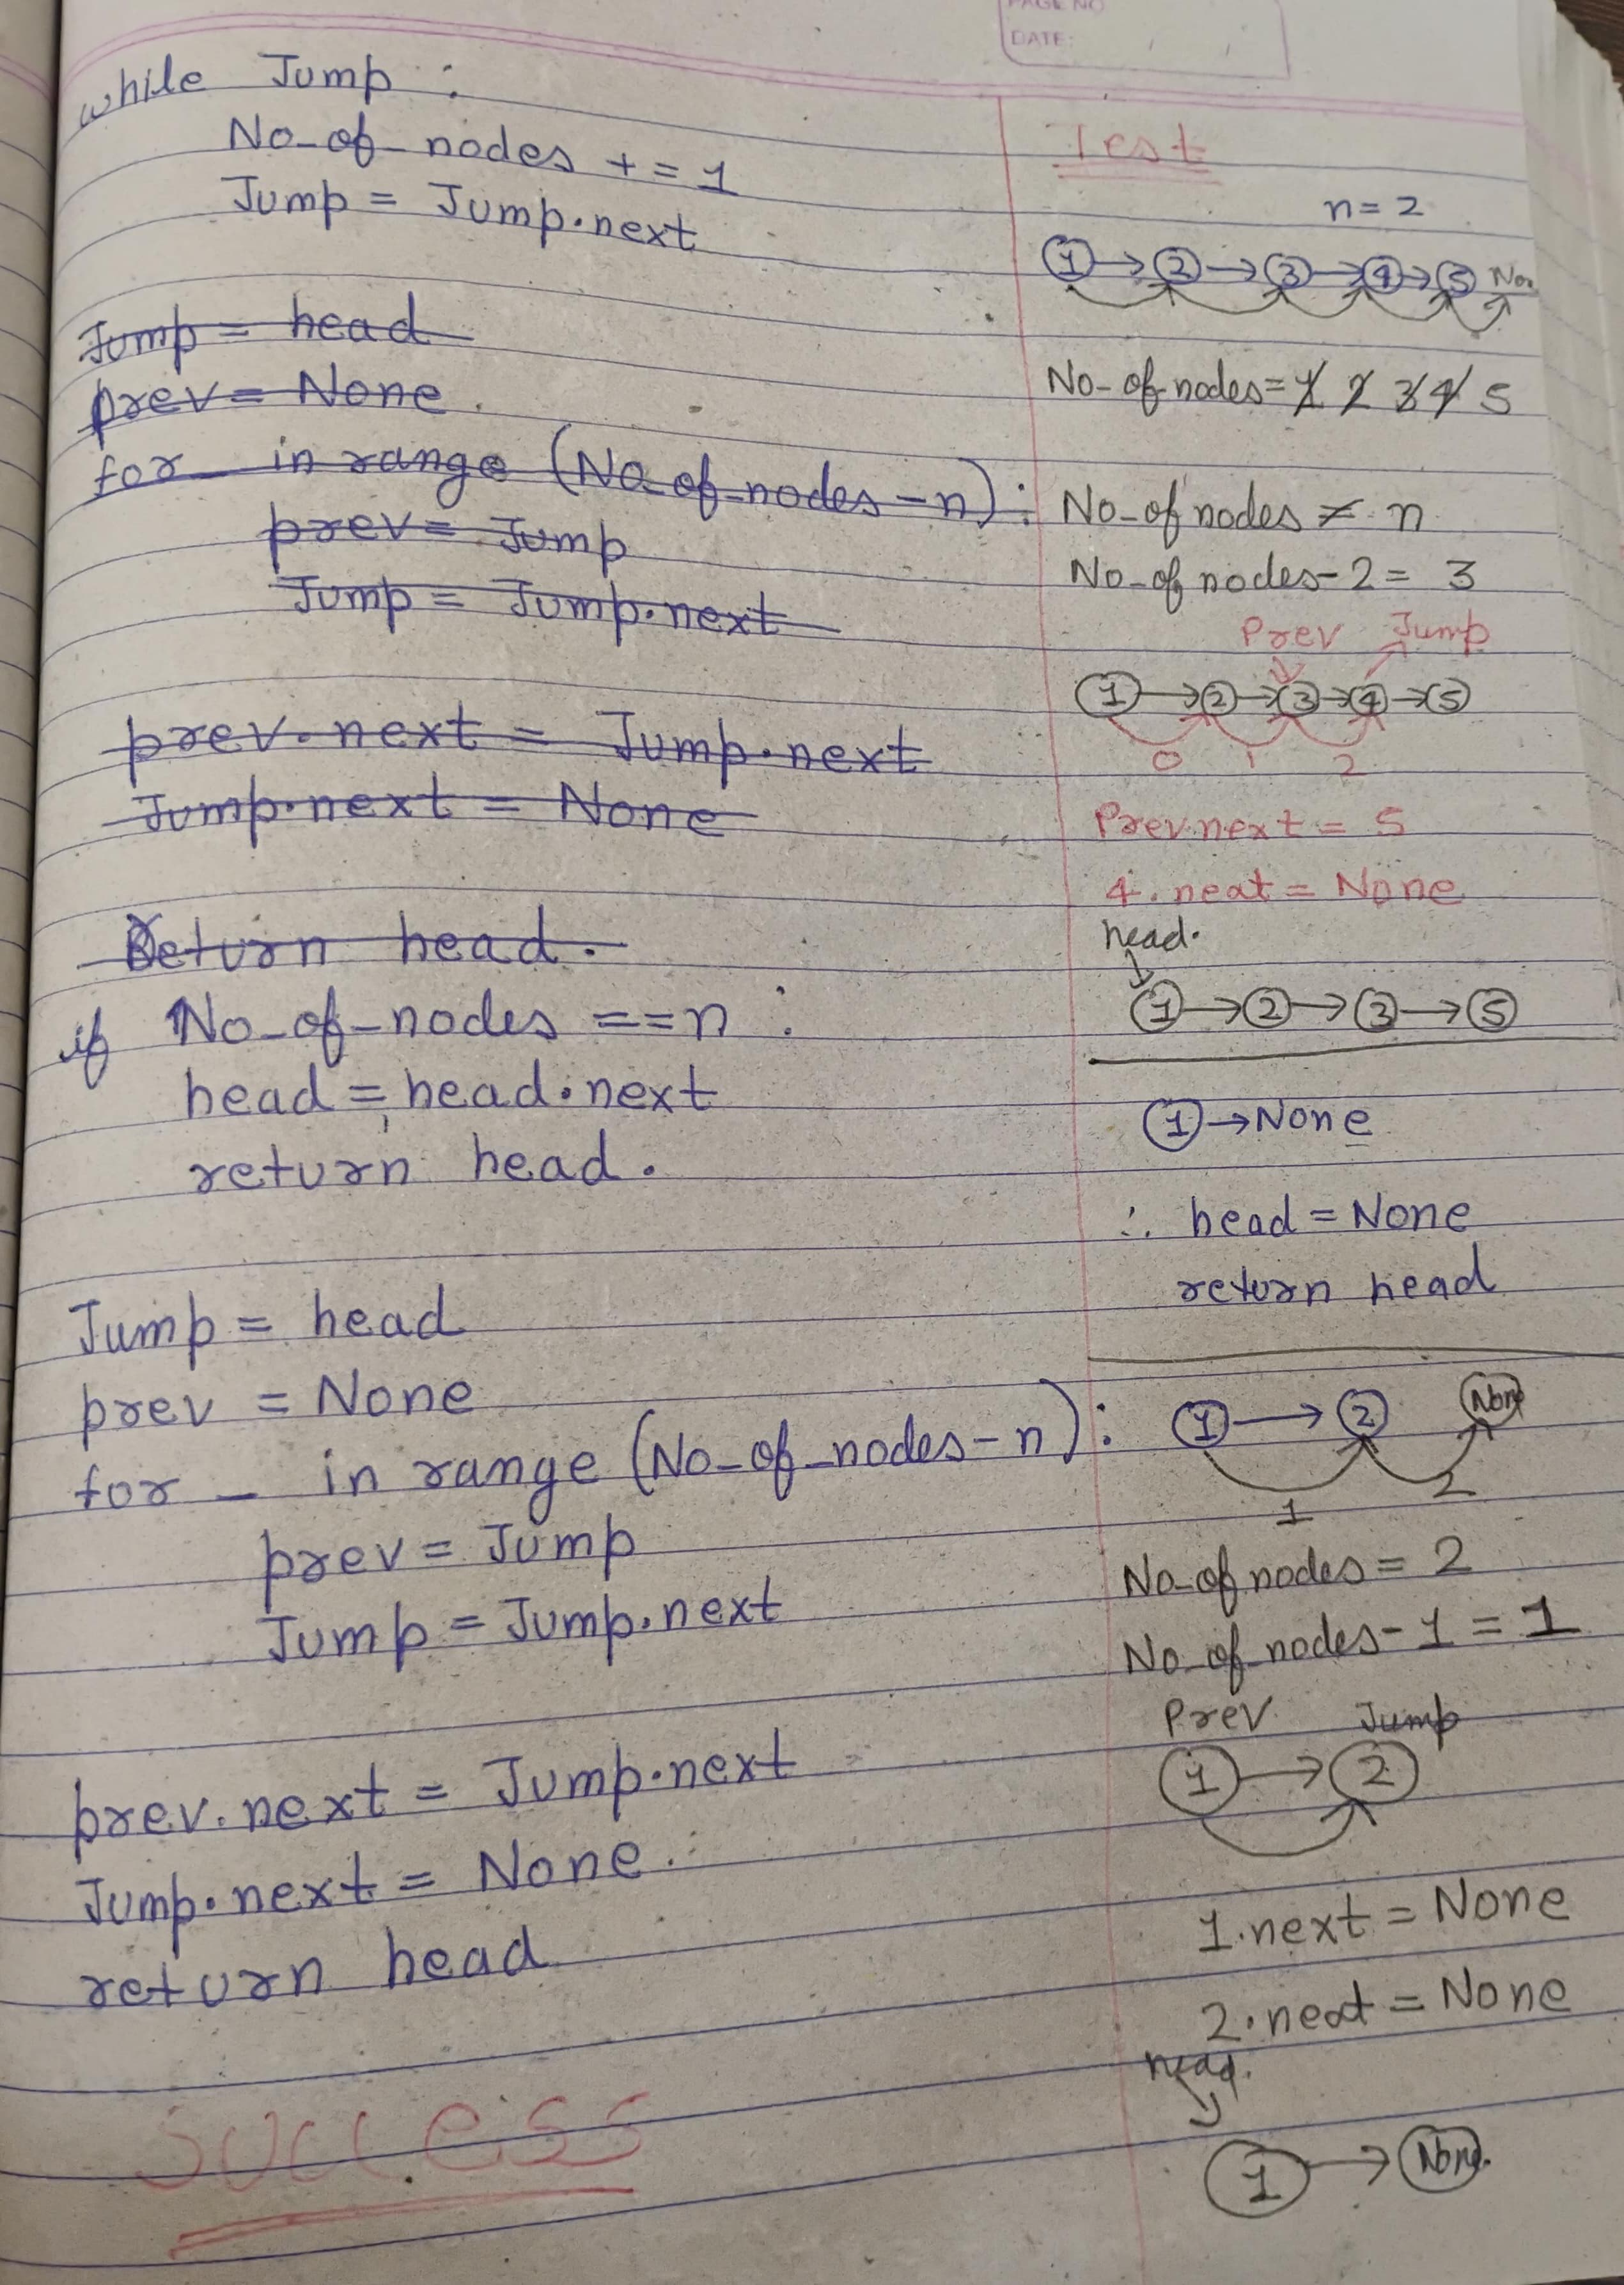 PAGE NO
DATE:
while Jump :
No_of_nodes += 1
Jump = Jump.next
Jump = head
prev = None
for _ in range (No_of_nodes - n) :
prev = Jump
Jump = Jump.next
prev.next = Jump.next
Jump.next = None
Return head.
if No_of_nodes == n :
head = head.next
return head.
Jump = head
prev = None
for _ in range (No_of_nodes - n) :
prev = Jump
Jump = Jump.next
prev.next = Jump.next
Jump.next = None.
return head
success
Test
n = 2
1 → 2 → 3 → 4 → 5
No_of_nodes = 1 2 3 4 5
No_of nodes ≠ n
No_of nodes - 2 = 3
Prev Jump
1 → 2 → 3 → 4 → 5
0 1 2
Prev.next = 5
4.next = None
head.
1 → 2 → 3 → 5
1 → None
∴ head = None
return head
1 → 2 None
1 2
No_of nodes = 2
No_of_nodes - 1 = 1
Prev Jump
1 → 2
1.next = None
2.next = None
head.
1 → None.